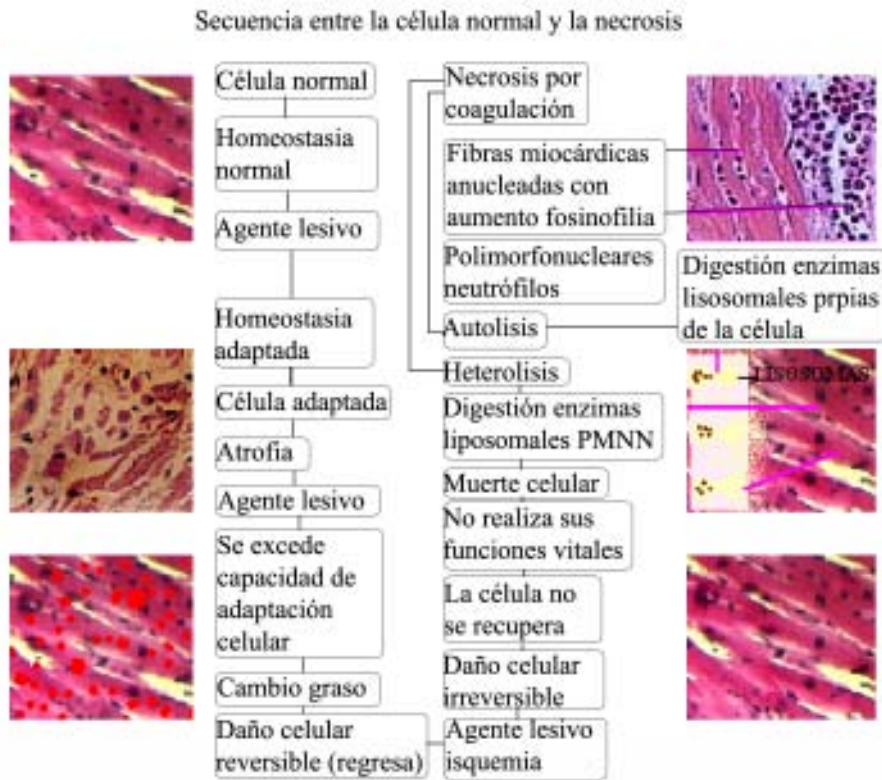 Secuencia entre la célula normal y la necrosis
Célula normal
Homeostasia
normal
Agente lesivo
Homeostasia
adaptada
Célula adaptada
Atrofia
Agente lesivo
Se excede
capacidad de
adaptación
celular
Cambio graso
Daño celular
reversible (regresa)
Necrosis por
coagulación
Fibras miocárdicas
anucleadas con
aumento fosinofilia
Polimorfonucleares
neutrófilos
Autolisis
Digestión enzimas
lisosomales prpias
de la célula
Heterolisis
LISOSOMAS
Digestión enzimas
liposomales PMNN
Muerte celular
No realiza sus
funciones vitales
La célula no
se recupera
Daño celular
irreversible
Agente lesivo
isquemia